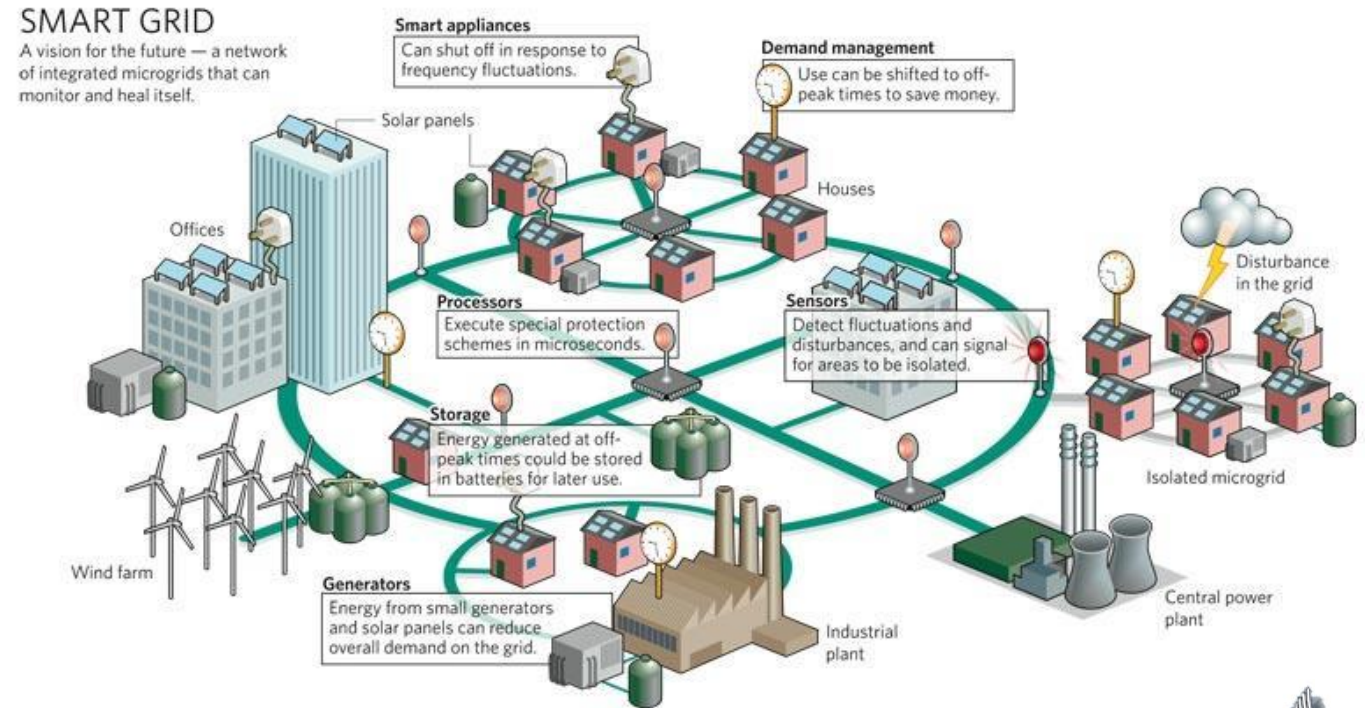 SMART GRID
A vision for the future — a network
of integrated microgrids that can
monitor and heal itself.
Smart appliances
Can shut off in response to
frequency fluctuations.
Demand management
Use can be shifted to off-
peak times to save money.
Solar panels
Houses
Offices
Disturbance
in the grid
Processors
Execute special protection
schemes in microseconds.
Sensors
Detect fluctuations and
disturbances, and can signal
for areas to be isolated.
Storage
Energy generated at off-
peak times could be stored
in batteries for later use.
Isolated microgrid
Wind farm
Generators
Energy from small generators
and solar panels can reduce
overall demand on the grid.
Industrial
plant
Central power
plant